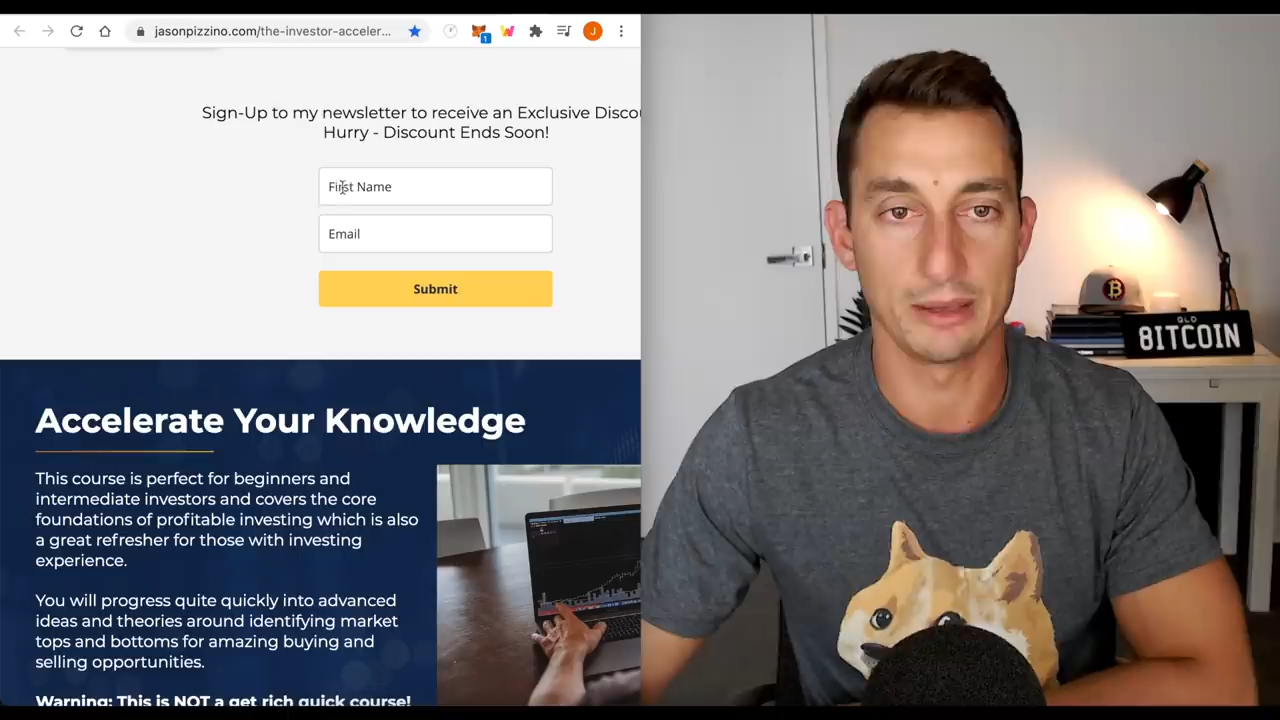 jasonpizzino.com/the-investor-acceler...
1
J
Sign-Up to my newsletter to receive an Exclusive
Hurry - Discount Ends Soon!
First Name
Email
Submit
Accelerate Your Knowledge
This course is perfect for beginners and
intermediate investors and covers the core
foundations of profitable investing which is also
a great refresher for those with investing
experience.
You will progress quite quickly into advanced
ideas and theories around identifying market
tops and bottoms for amazing buying and
selling opportunities.
Warning: This is NOT a get rich quick course!
QLD
BITCOIN